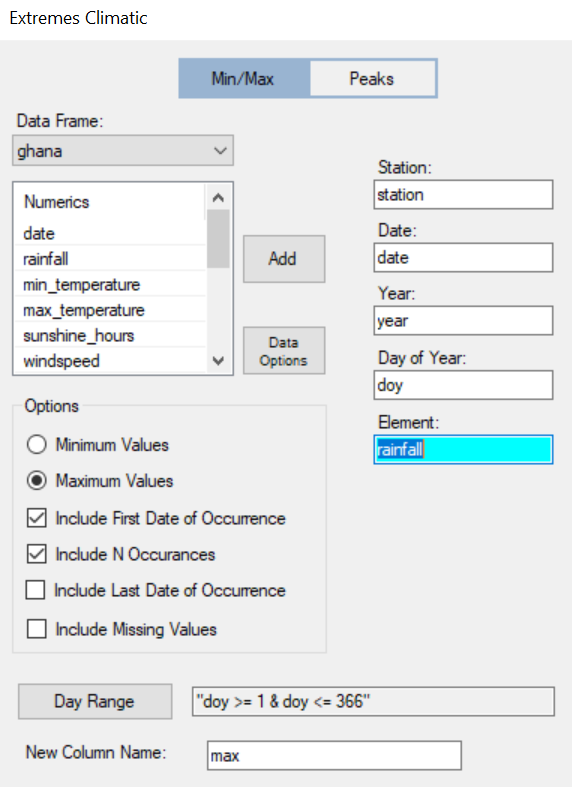 Extremes Climatic
Min/Max
Peaks
Data Frame:
ghana
Numerics
date
rainfall
min_temperature
max_temperature
sunshine_hours
windspeed
Add
Data
Options
Station:
station
Date:
date
Year:
year
Day of Year:
doy
Element:
rainfall
Options
Minimum Values
Maximum Values
Include First Date of Occurrence
Include N Occurances
Include Last Date of Occurrence
Include Missing Values
Day Range
"doy >= 1 & doy <= 366"
New Column Name:
max